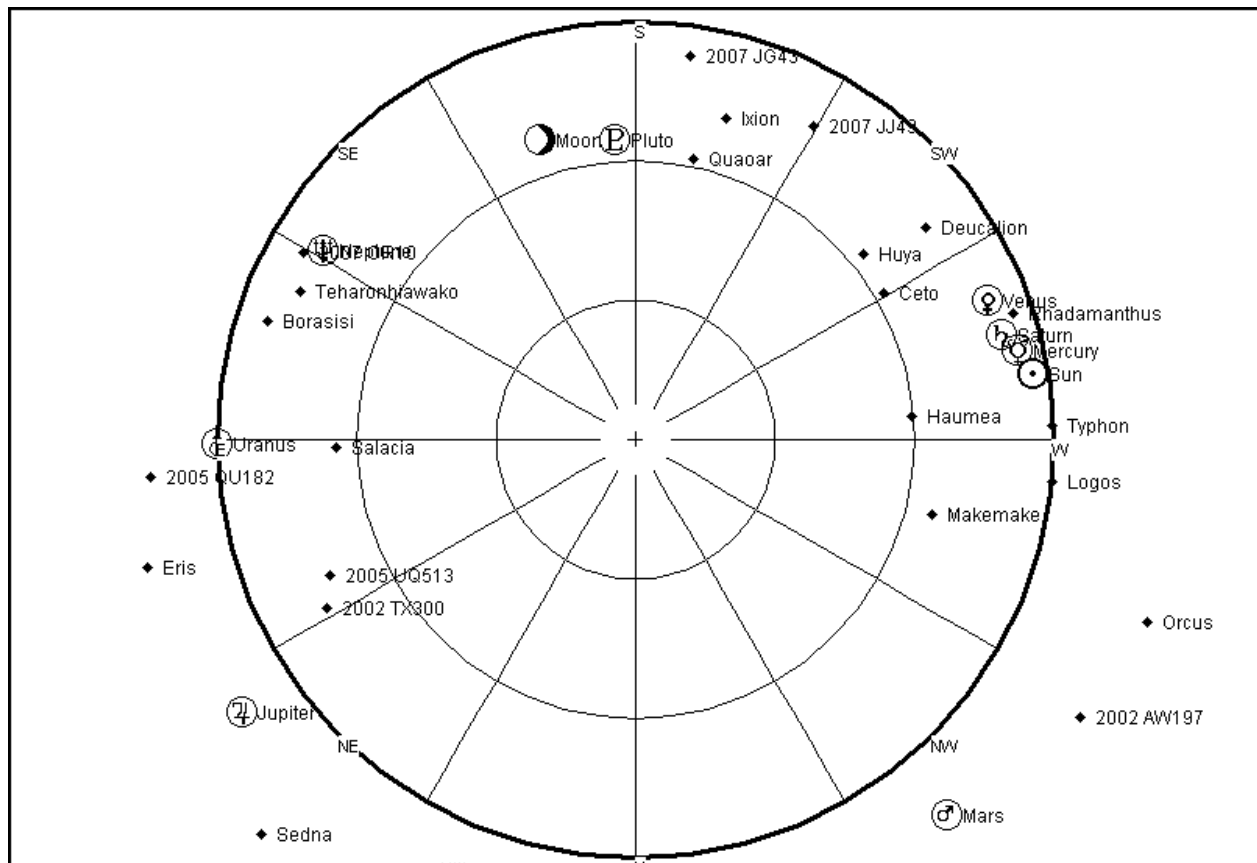 S
2007 JG43
Ixion
2007 JJ43
Moon
Pluto
SE
SW
Quaoar
Deucalion
Neptune
Huya
Teharonhiawako
Ceto
Venus
Borasisi
Rhadamanthus
Saturn
Mercury
Sun
Haumea
Typhon
E
Uranus
Salacia
W
2005 QU182
Logos
Makemake
Eris
2005 UQ513
2002 TX300
Orcus
Jupiter
2002 AW197
NE
NW
Mars
Sedna